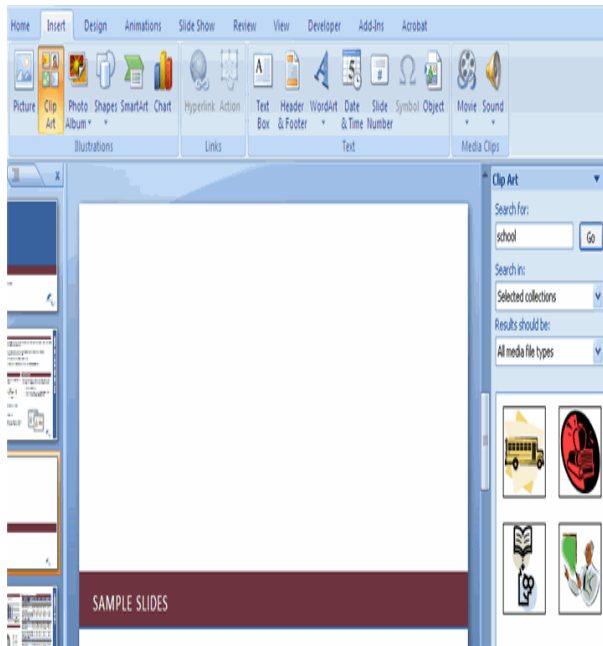 Home Insert Design Animations Slide Show Review View Developer Add-Ins Acrobat
Picture Clip Art Photo Album Shapes SmartArt Chart Hyperlink Action Text Box Header & Footer WordArt Date & Time Slide Number Symbol Object Movie Sound
Illustrations Links Text Media Clips
x
Clip Art
Search for:
school Go
Search in:
Selected collections
Results should be:
All media file types
SAMPLE SLIDES